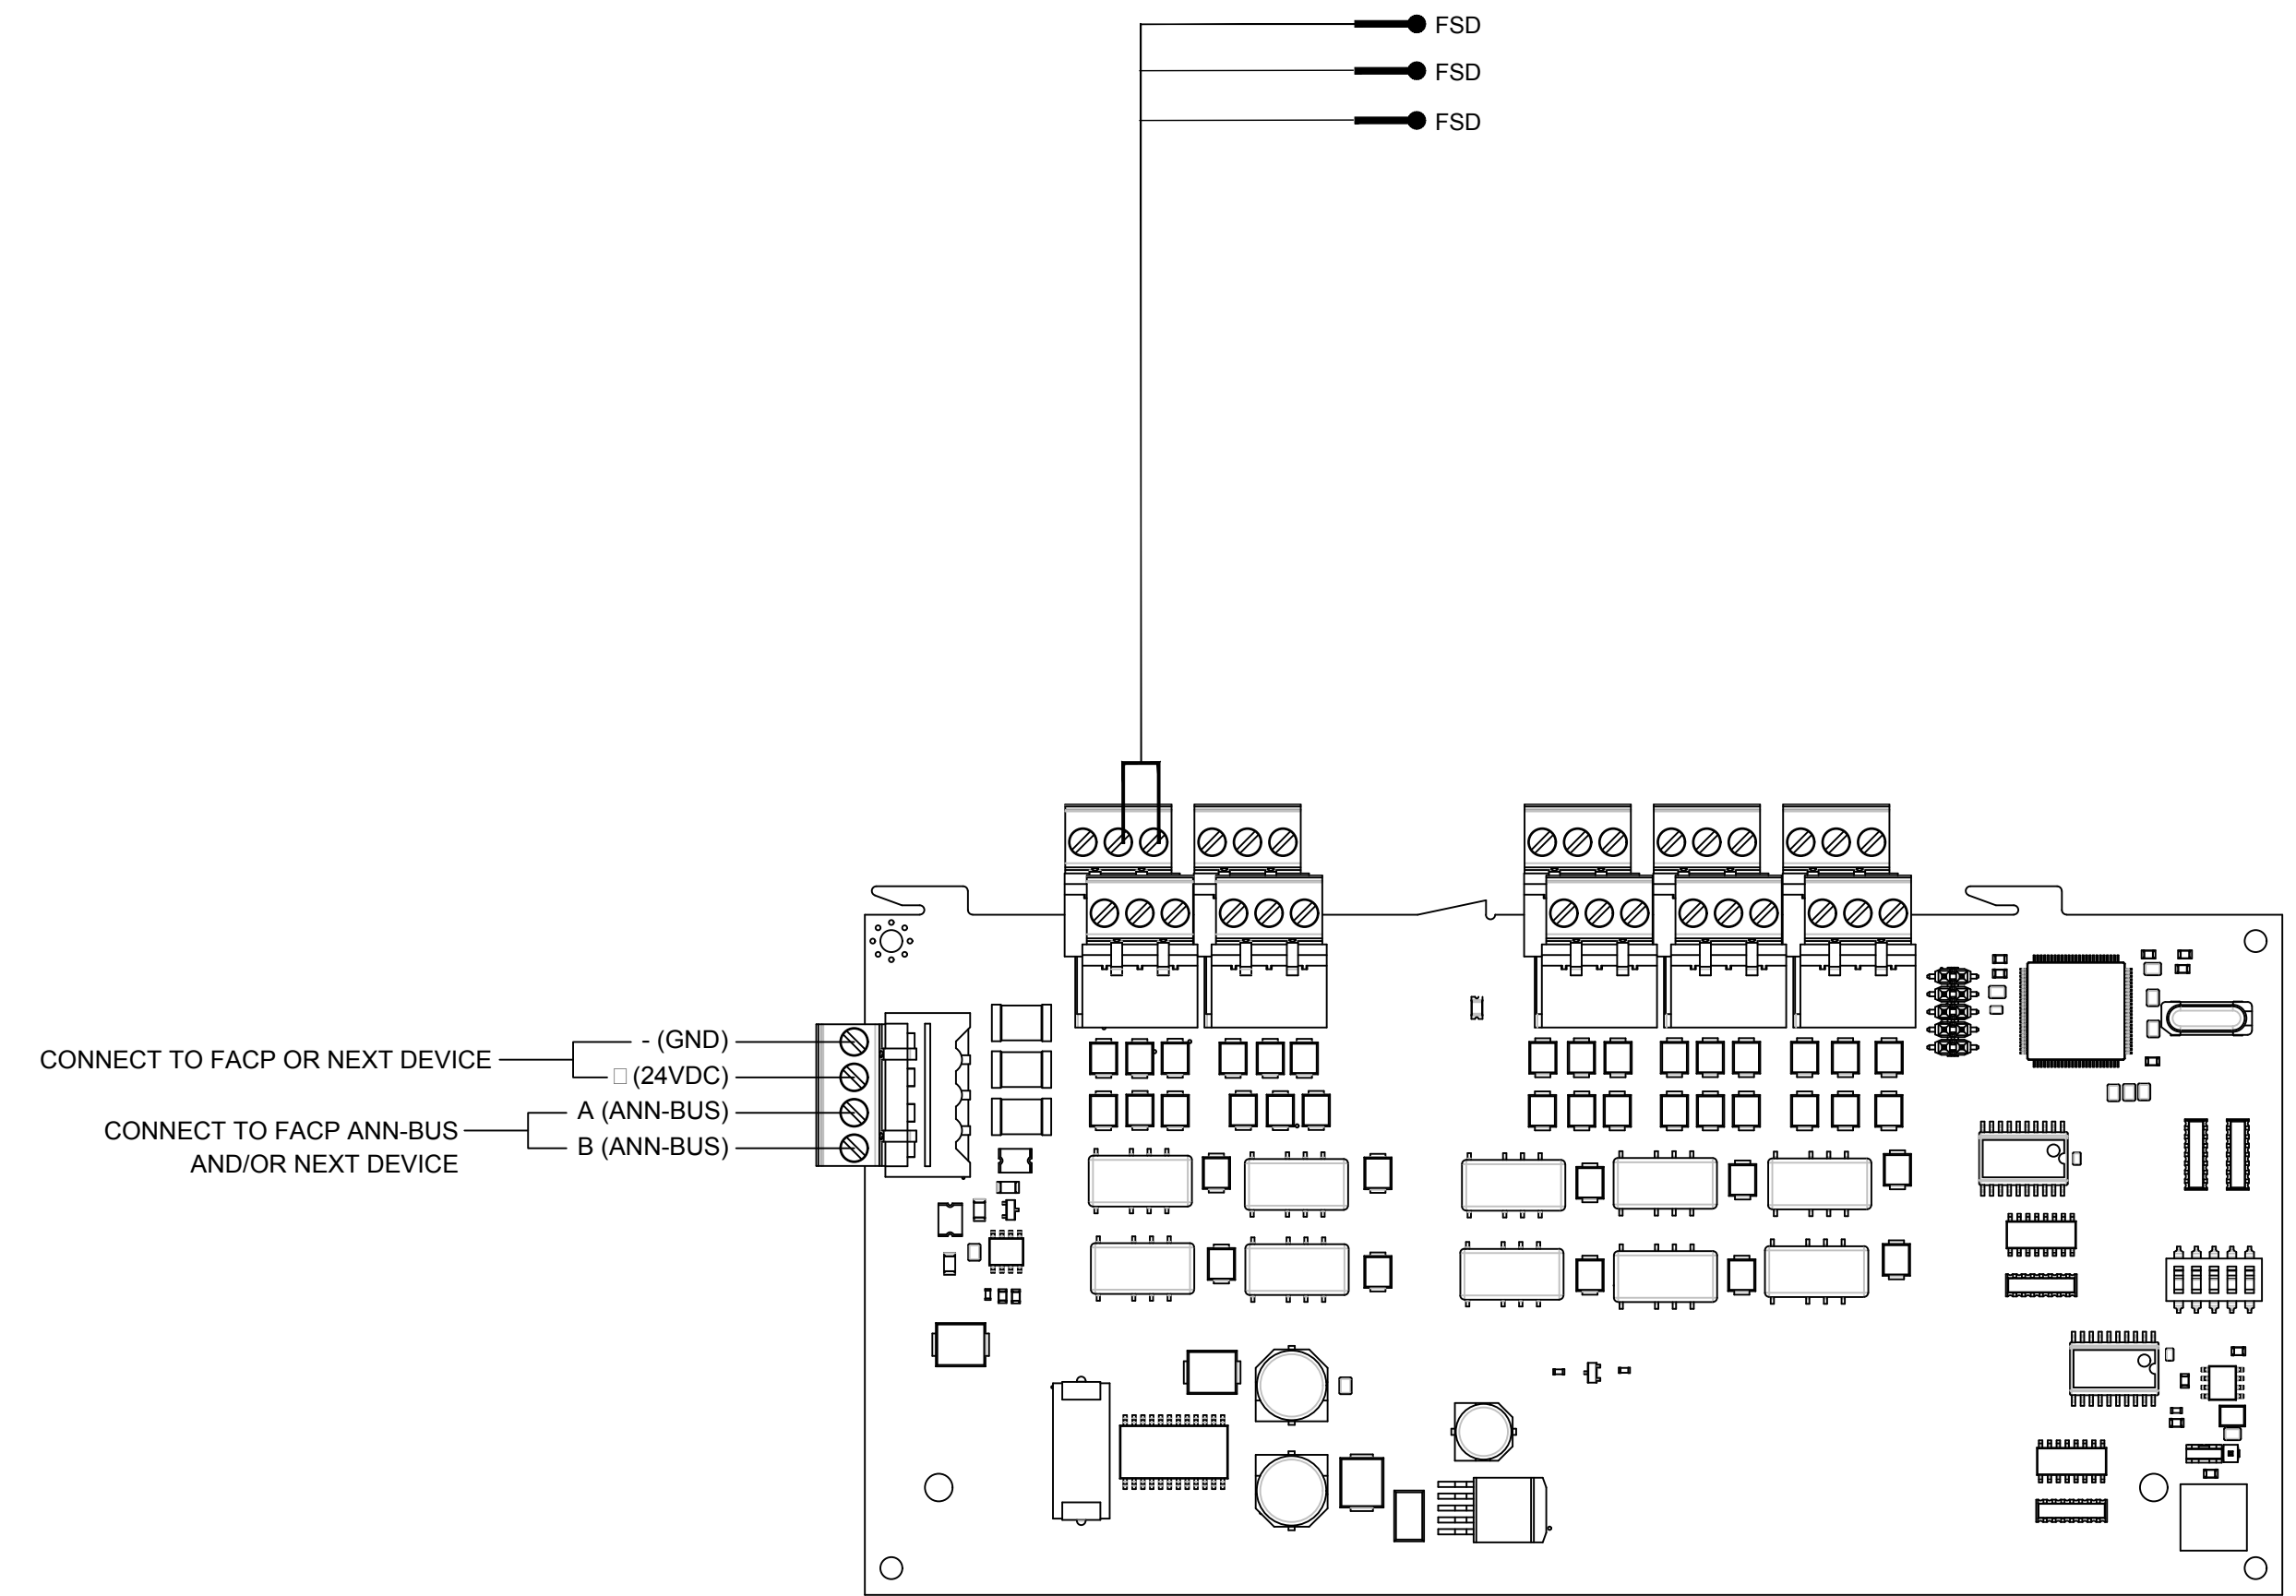 FSD
FSD
FSD
- (GND)
CONNECT TO FACP OR NEXT DEVICE
□ (24VDC)
A (ANN-BUS)
CONNECT TO FACP ANN-BUS
B (ANN-BUS)
AND/OR NEXT DEVICE